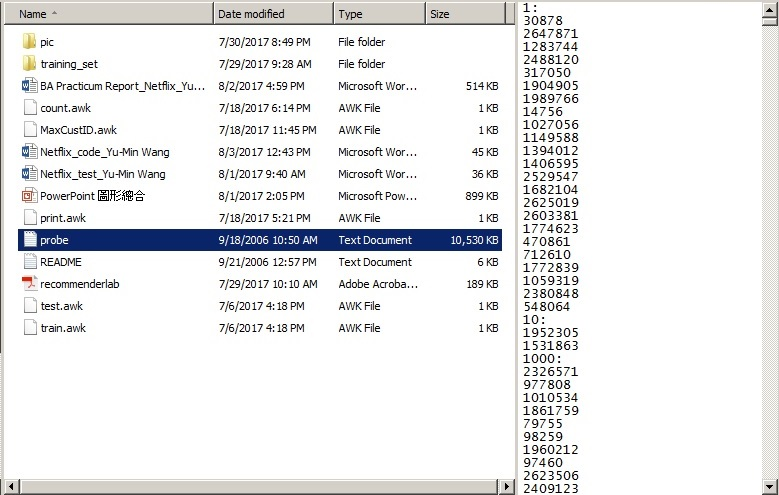 Name Date modified Type Size
pic 7/30/2017 8:49 PM File folder
training_set 7/29/2017 9:28 AM File folder
BA Practicum Report_Netflix_Yu... 8/2/2017 4:59 PM Microsoft Wor... 514 KB
count.awk 7/18/2017 6:14 PM AWK File 1 KB
MaxCustID.awk 7/18/2017 11:45 PM AWK File 1 KB
Netflix_code_Yu-Min Wang 8/3/2017 12:43 PM Microsoft Wor... 45 KB
Netflix_test_Yu-Min Wang 8/1/2017 9:40 AM Microsoft Wor... 36 KB
PowerPoint 圖形總合 8/1/2017 2:05 PM Microsoft Pow... 899 KB
print.awk 7/18/2017 5:21 PM AWK File 1 KB
probe 9/18/2006 10:50 AM Text Document 10,530 KB
README 9/21/2006 12:57 PM Text Document 6 KB
recommenderlab 7/29/2017 10:10 AM Adobe Acroba... 189 KB
test.awk 7/6/2017 4:18 PM AWK File 1 KB
train.awk 7/6/2017 4:18 PM AWK File 1 KB
1:
30878
2647871
1283744
2488120
317050
1904905
1989766
14756
1027056
1149588
1394012
1406595
2529547
1682104
2625019
2603381
1774623
470861
712610
1772839
1059319
2380848
548064
10:
1952305
1531863
1000:
2326571
977808
1010534
1861759
79755
98259
1960212
97460
2623506
2409123